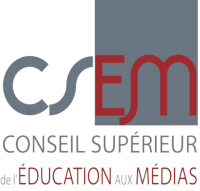 CSEM
CONSEIL SUPÉRIEUR
de l'ÉDUCATION AUX MÉDIAS